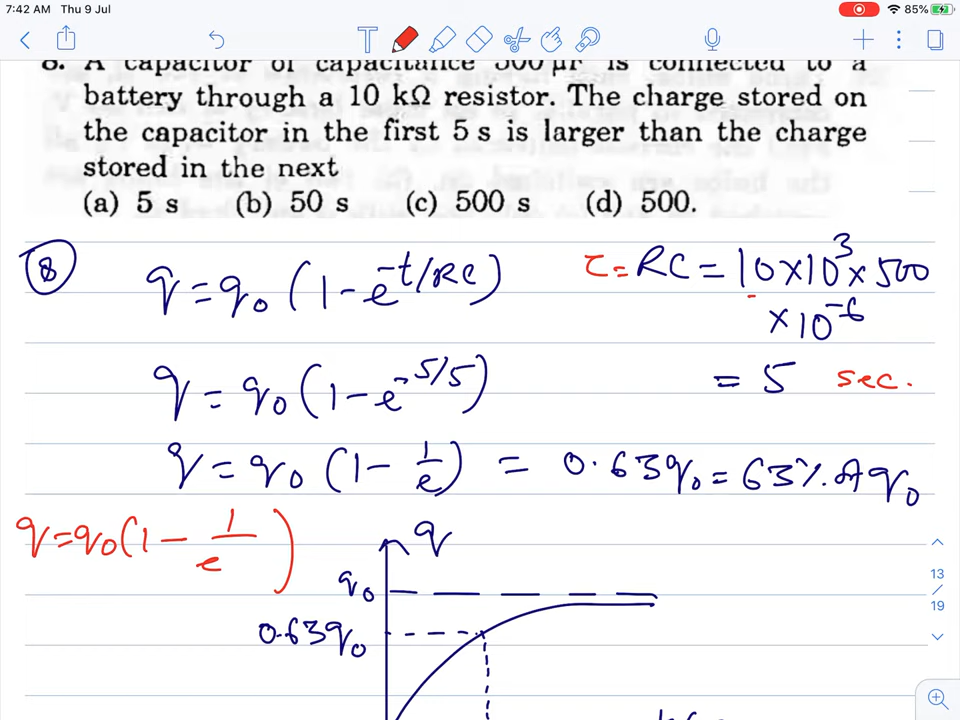 7:42 AM Thu 9 Jul
85%
8. A capacitor of capacitance 500 μF is connected to a
battery through a 10 kΩ resistor. The charge stored on
the capacitor in the first 5 s is larger than the charge
stored in the next
(a) 5 s (b) 50 s (c) 500 s (d) 500.
8
q = q₀ (1 - e^-t/RC)
τ = RC = 10 × 10³ × 500
× 10⁻⁶
= 5 sec.
q = q₀ (1 - e^-5/5)
q = q₀ (1 - 1/e) = 0.63q₀ = 63% of q₀
q = q₀ (1 - 1/e)
q
q₀
0.63q₀
13
/
19